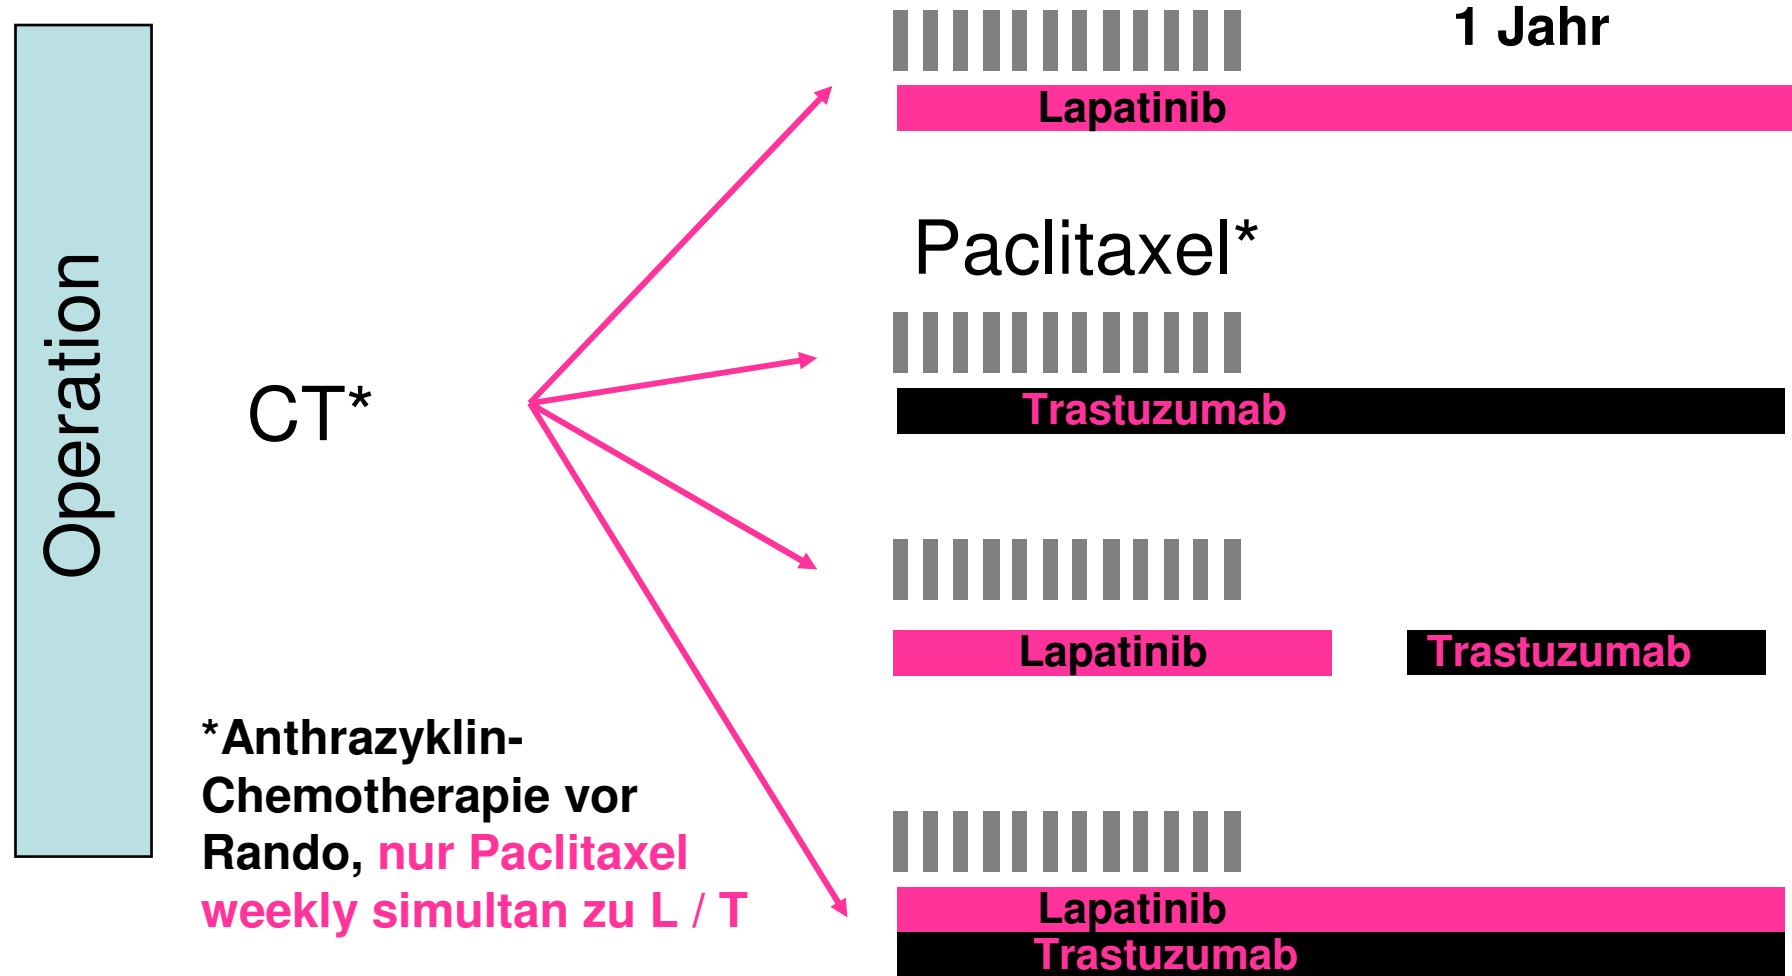 1 Jahr
Lapatinib
Paclitaxel*
Operation
CT*
Trastuzumab
Lapatinib
Trastuzumab
*Anthrazyklin-
Chemotherapie vor
Rando, nur Paclitaxel
weekly simultan zu L / T
Lapatinib
Trastuzumab